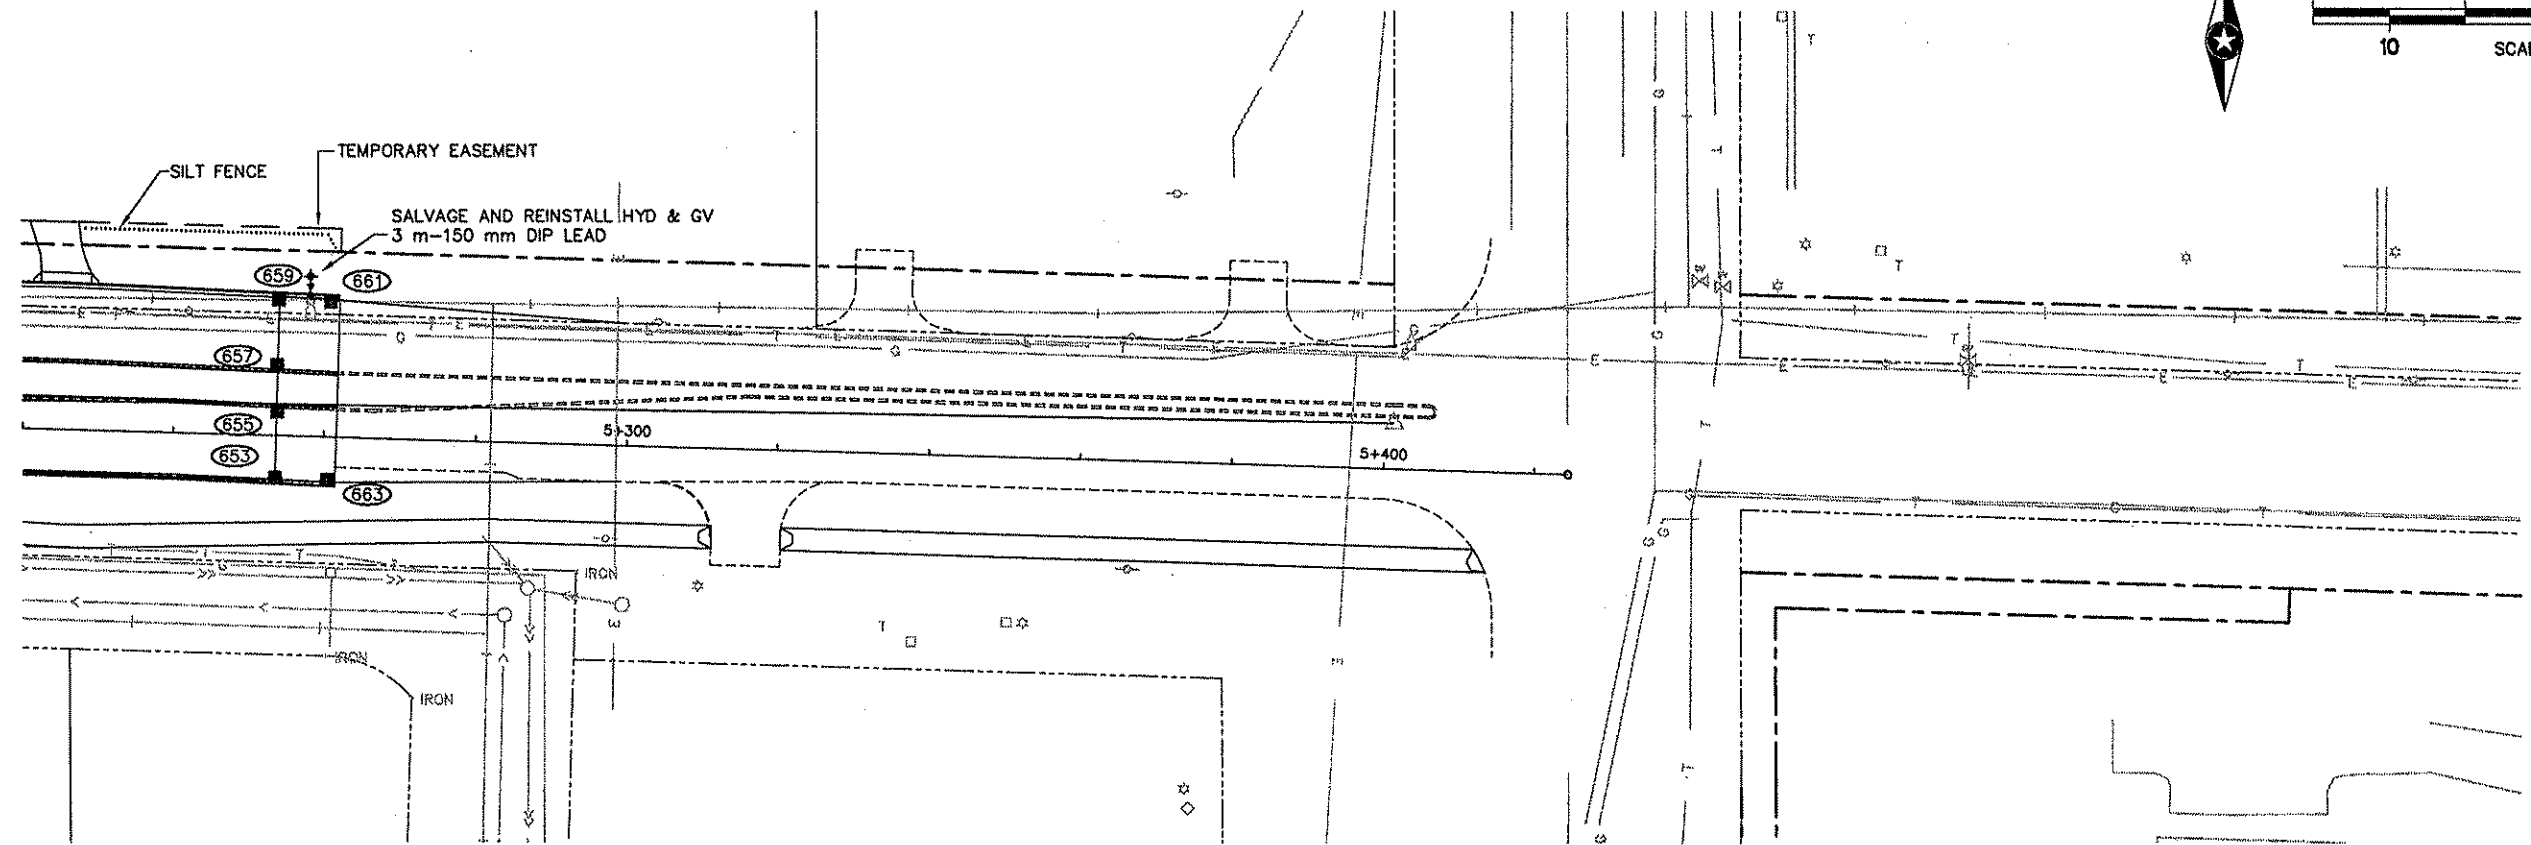 10
SCAL
TEMPORARY EASEMENT
SILT FENCE
SALVAGE AND REINSTALL HYD & GV
3 m-150 mm DIP LEAD
659
661
657
655
653
663
5+300
5+400
IRON
IRON
IRON